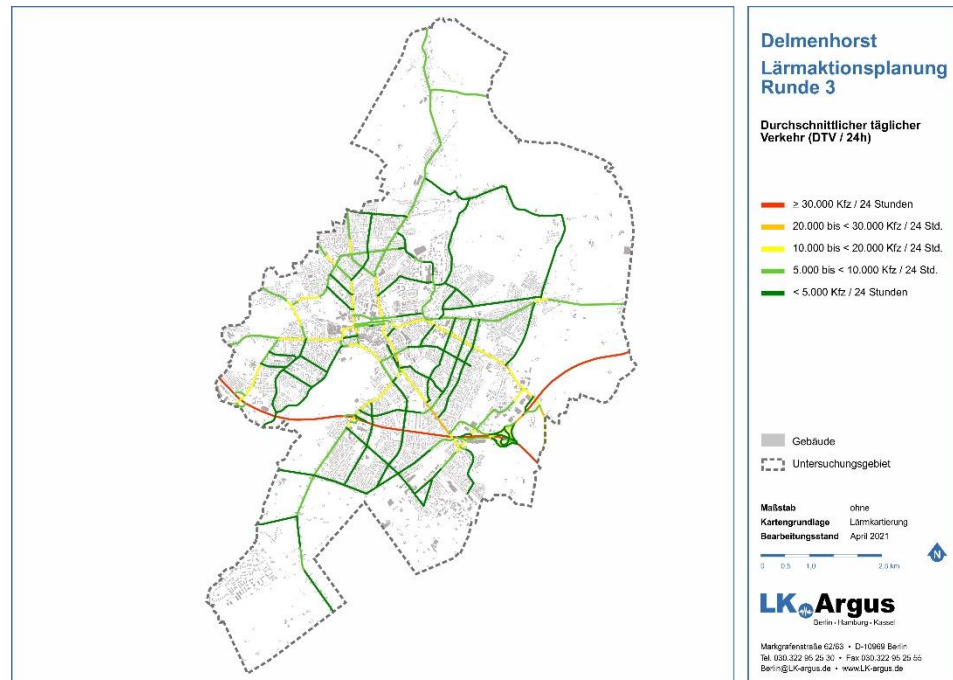 Delmenhorst
Lärmaktionsplanung
Runde 3
Durchschnittlicher täglicher
Verkehr (DTV / 24h)
≥ 30.000 Kfz / 24 Stunden
20.000 bis < 30.000 Kfz / 24 Std.
10.000 bis < 20.000 Kfz / 24 Std.
5.000 bis < 10.000 Kfz / 24 Std.
< 5.000 Kfz / 24 Stunden
Gebäude
Untersuchungsgebiet
Maßstab ohne
Kartengrundlage Lärmkartierung
Bearbeitungsstand April 2021
0 0,5 1,0 2,0 km
N
LK Argus
Berlin - Hamburg - Kassel
Markgrafenstraße 62/63 • D-10969 Berlin
Tel. 030.322 95 25 30 • Fax 030.322 95 25 55
Berlin@LK-argus.de • www.LK-argus.de